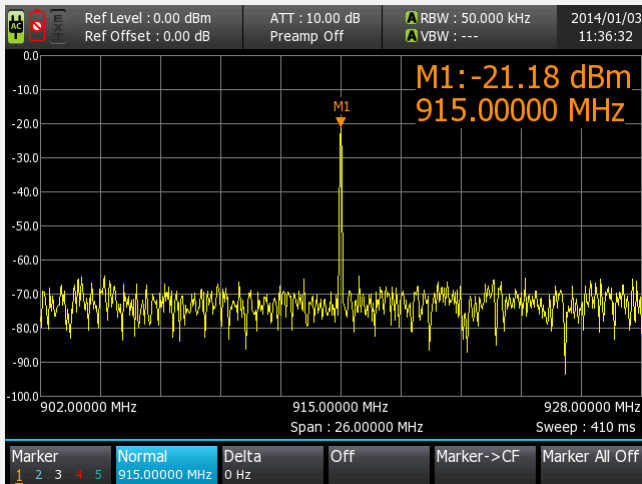 AC
EXT
Ref Level : 0.00 dBm
Ref Offset : 0.00 dB
ATT : 10.00 dB
Preamp Off
A RBW : 50.000 kHz
A VBW : ---
2014/01/03
11:36:32
M1:-21.18 dBm
915.00000 MHz
M1
0.0
-10.0
-20.0
-30.0
-40.0
-50.0
-60.0
-70.0
-80.0
-90.0
-100.0
902.00000 MHz
915.00000 MHz
928.00000 MHz
Span : 26.00000 MHz
Sweep : 410 ms
Marker
1 2 3 4 5
Normal
915.00000 MHz
Delta
0 Hz
Off
Marker->CF
Marker All Off